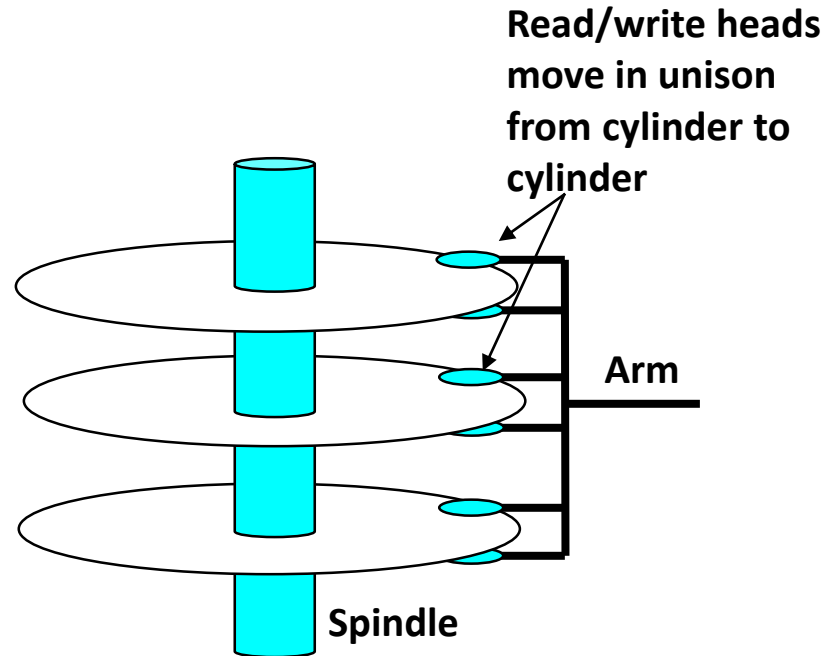 Read/write heads
move in unison
from cylinder to
cylinder
Arm
Spindle